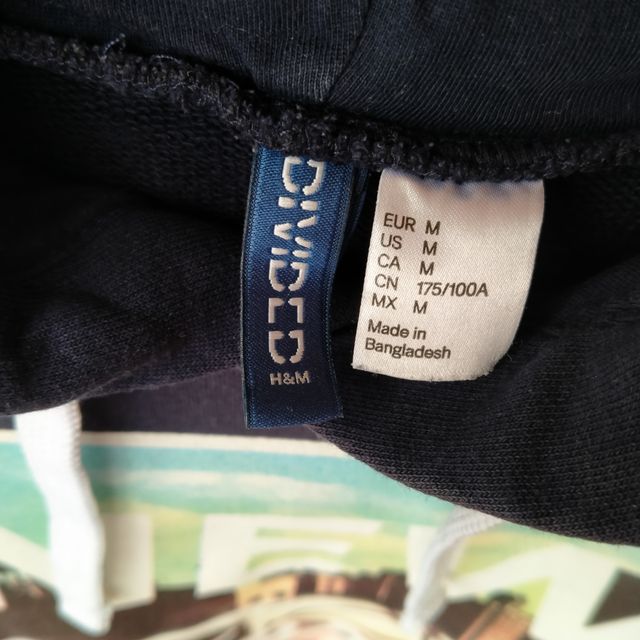 DIVIDED
H&M
EUR M
US M
CA M
CN 175/100A
MX M
Made in
Bangladesh